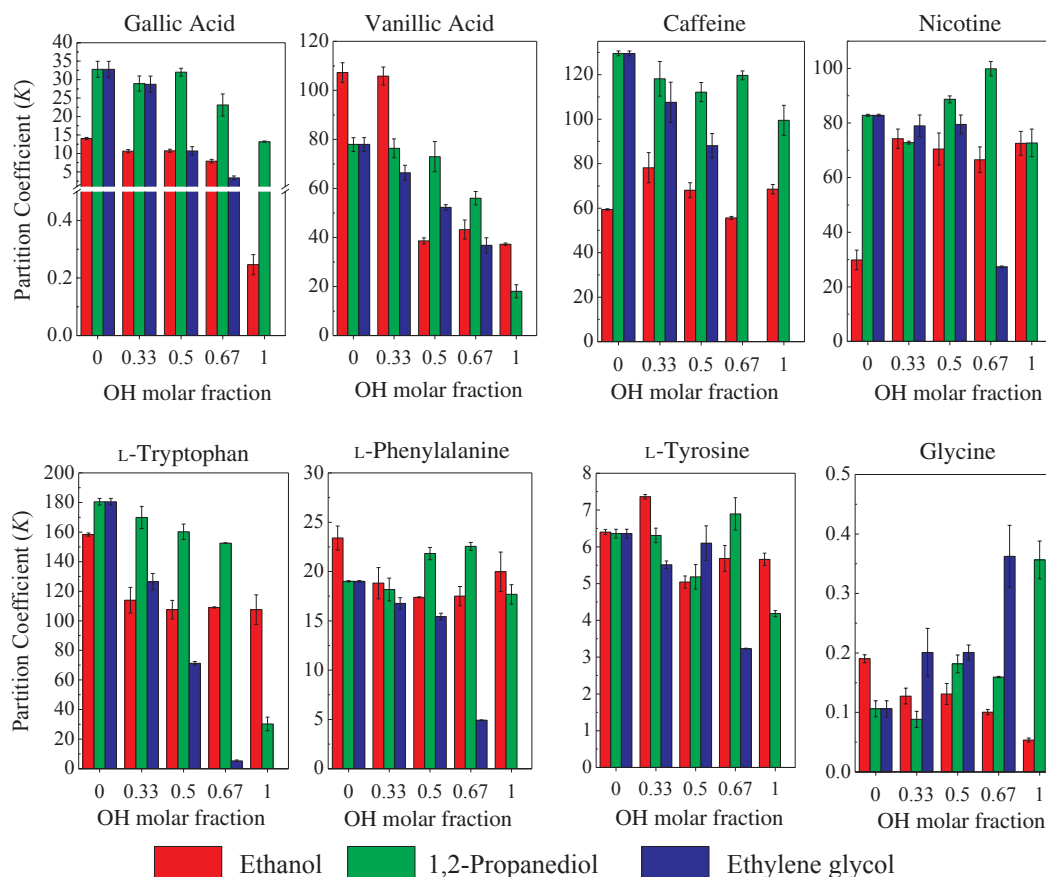 Gallic Acid
Vanillic Acid
Caffeine
Nicotine
Partition Coefficient (K)
40
35
30
25
20
15
10
5
0.4
0.2
0.0
0 0.33 0.5 0.67 1
OH molar fraction
120
100
80
60
40
20
0
0 0.33 0.5 0.67 1
OH molar fraction
120
100
80
60
40
20
0
0 0.33 0.5 0.67 1
OH molar fraction
100
80
60
40
20
0
0 0.33 0.5 0.67 1
OH molar fraction
L-Tryptophan
L-Phenylalanine
L-Tyrosine
Glycine
Partition Coefficient (K)
200
180
160
140
120
100
80
60
40
20
0
0 0.33 0.5 0.67 1
OH molar fraction
30
25
20
15
10
5
0
0 0.33 0.5 0.67 1
OH molar fraction
8
7
6
5
4
3
2
1
0
0 0.33 0.5 0.67 1
OH molar fraction
0.5
0.4
0.3
0.2
0.1
0.0
0 0.33 0.5 0.67 1
OH molar fraction
Ethanol 1,2-Propanediol Ethylene glycol